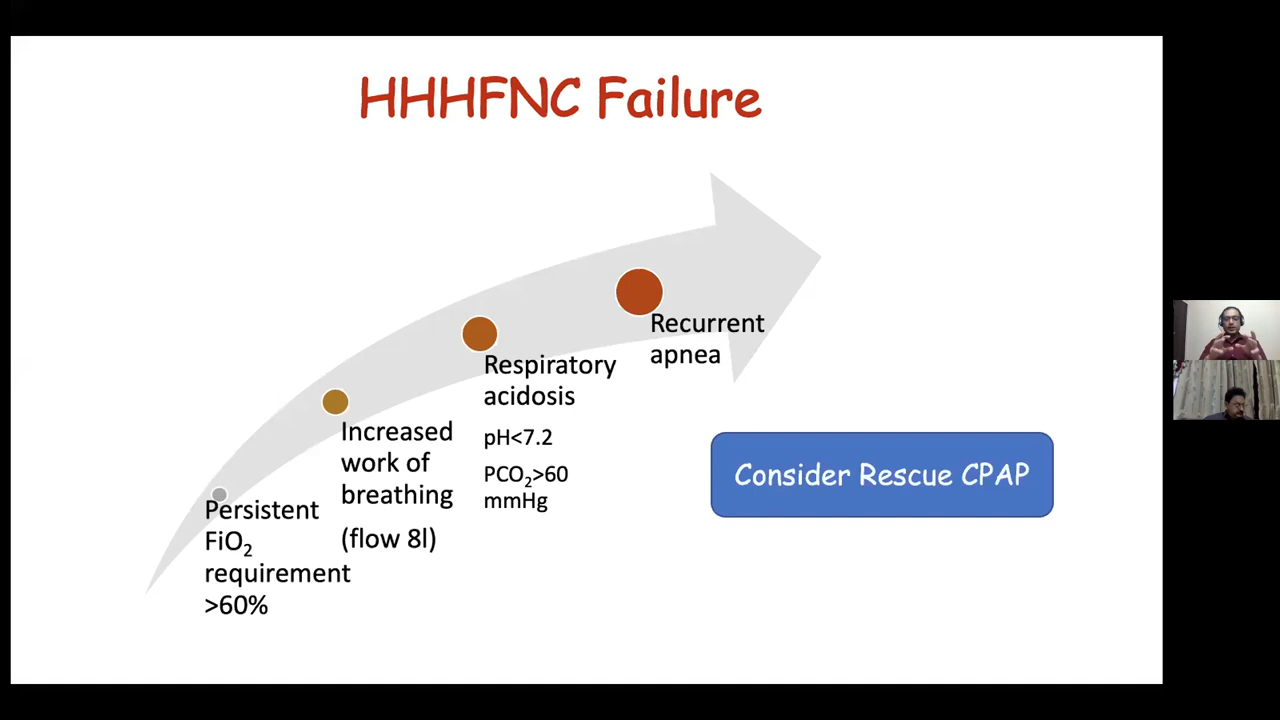 HHHFNC Failure
Persistent
FiO₂
requirement
>60%
Increased
work of
breathing
(flow 8l)
Respiratory
acidosis
pH<7.2
PCO₂>60
mmHg
Recurrent
apnea
Consider Rescue CPAP